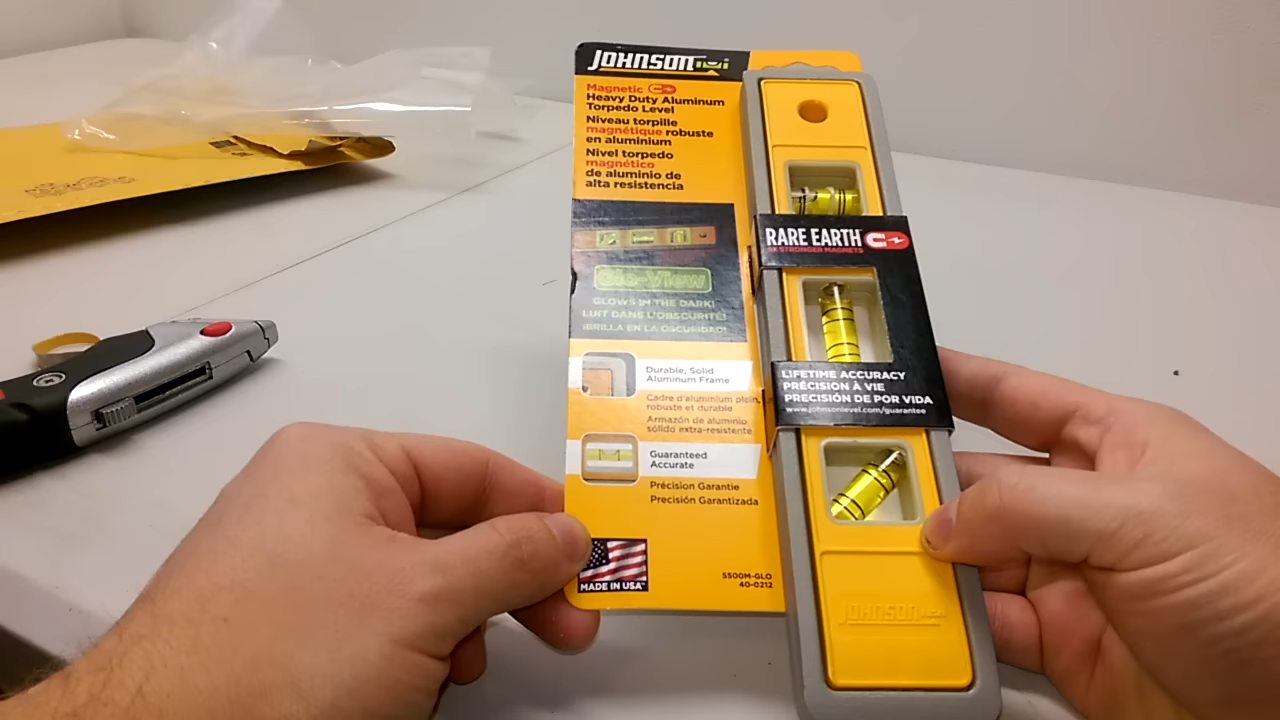 JOHNSON
Magnetic
Heavy Duty Aluminum
Torpedo Level
Niveau torpille
magnétique robuste
en aluminium
Nivel torpedo
magnético
de aluminio de
alta resistencia
Glo-View
GLOWS IN THE DARK!
LUIT DANS L'OBSCURITÉ!
¡BRILLA EN LA OSCURIDAD!
Durable, Solid
Aluminum Frame
Cadre d'aluminium plein,
robuste et durable
Armazón de aluminio
sólido extra-resistente
Guaranteed
Accurate
Précision Garantie
Precisión Garantizada
MADE IN USA
5500M-GLO
40-0212
RARE EARTH
STRONGER MAGNETS
LIFETIME ACCURACY
PRÉCISION À VIE
PRECISIÓN DE POR VIDA
www.johnsonlevel.com/guarantee
JOHNSON